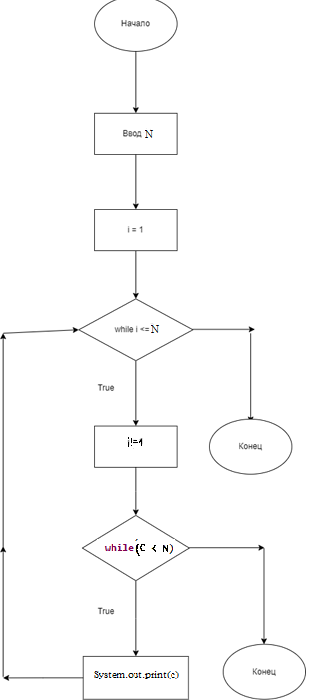 Начало
Ввод N
i = 1
while i <= N
True
Конец
while(C < N)
True
System.out.print(c)
Конец